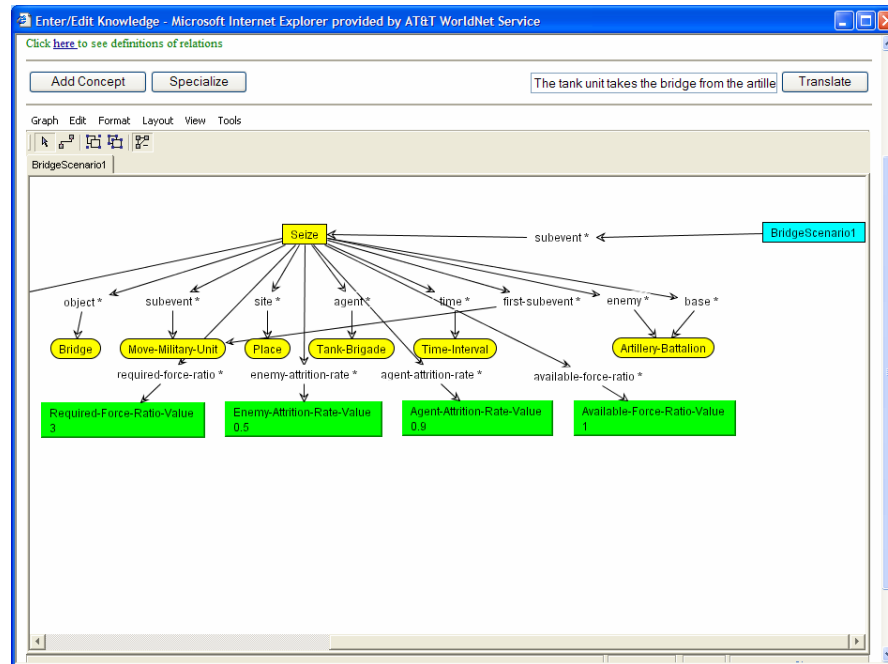 Enter/Edit Knowledge - Microsoft Internet Explorer provided by AT&T WorldNet Service
Click here to see definitions of relations
Add Concept Specialize The tank unit takes the bridge from the artille Translate
Graph Edit Format Layout View Tools
BridgeScenario1
Seize subevent * BridgeScenario1
object * subevent * site * agent * time * first-subevent * enemy * base *
Bridge Move-Military-Unit Place Tank-Brigade Time-Interval Artillery-Battalion
required-force-ratio * enemy-attrition-rate * agent-attrition-rate * available-force-ratio *
Required-Force-Ratio-Value Enemy-Attrition-Rate-Value Agent-Attrition-Rate-Value Available-Force-Ratio-Value
3 0.5 0.9 1